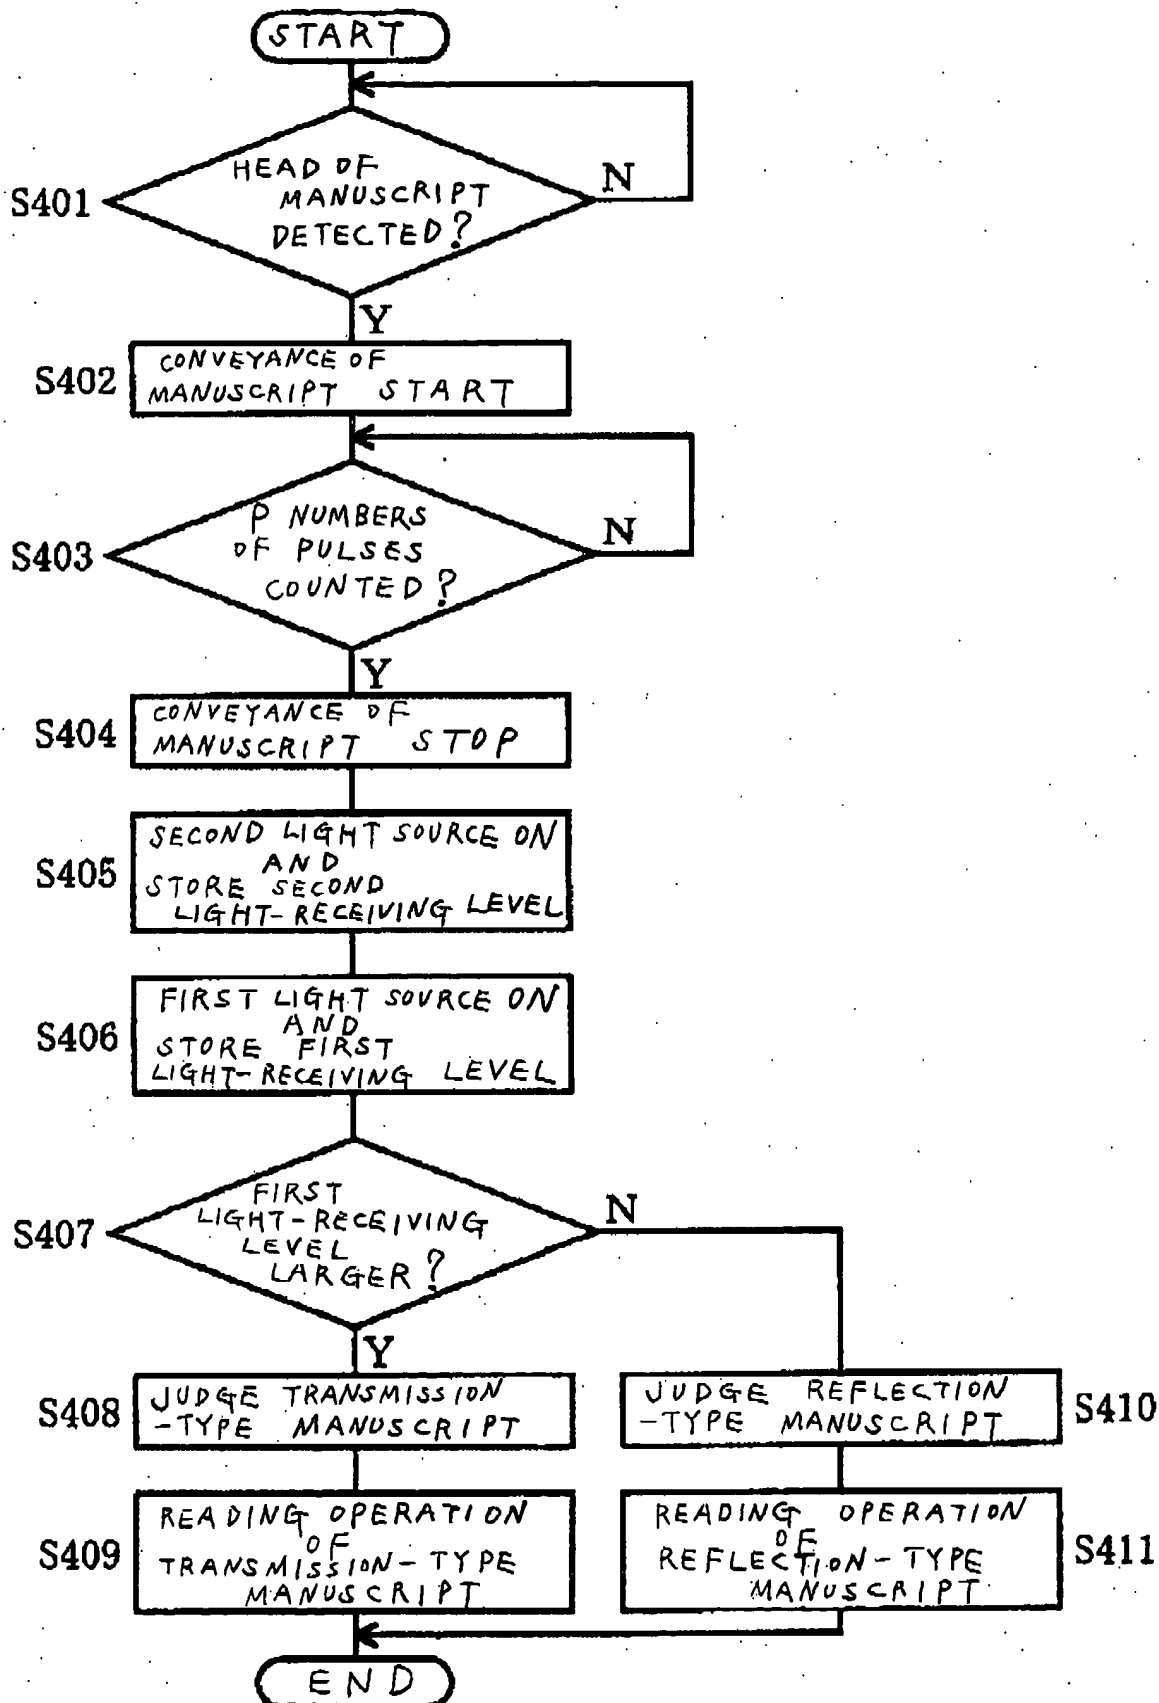 START
HEAD OF
MANUSCRIPT
DETECTED?
N
S401
Y
CONVEYANCE OF
MANUSCRIPT START
S402
P NUMBERS
OF PULSES
COUNTED?
N
S403
Y
CONVEYANCE OF
MANUSCRIPT STOP
S404
SECOND LIGHT SOURCE ON
AND
STORE SECOND
LIGHT-RECEIVING LEVEL
S405
FIRST LIGHT SOURCE ON
AND
STORE FIRST
LIGHT-RECEIVING LEVEL
S406
FIRST
LIGHT-RECEIVING
LEVEL
LARGER?
N
S407
Y
JUDGE TRANSMISSION
-TYPE MANUSCRIPT
S408
JUDGE REFLECTION
-TYPE MANUSCRIPT
S410
READING OPERATION
OF
TRANSMISSION-TYPE
MANUSCRIPT
S409
READING OPERATION
OF
REFLECTION-TYPE
MANUSCRIPT
S411
END